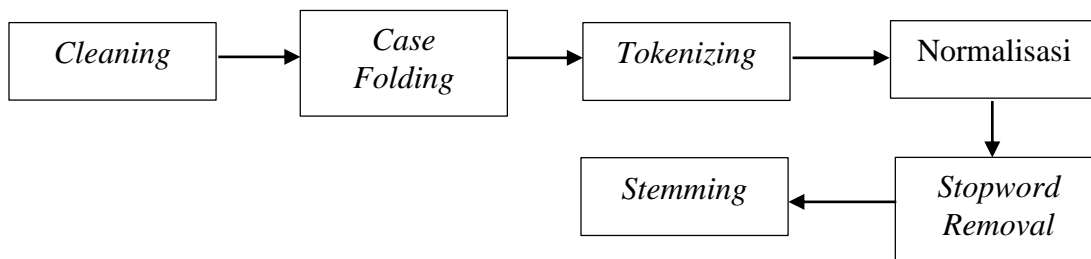 Cleaning
Case
Folding
Tokenizing
Normalisasi
Stopword
Removal
Stemming